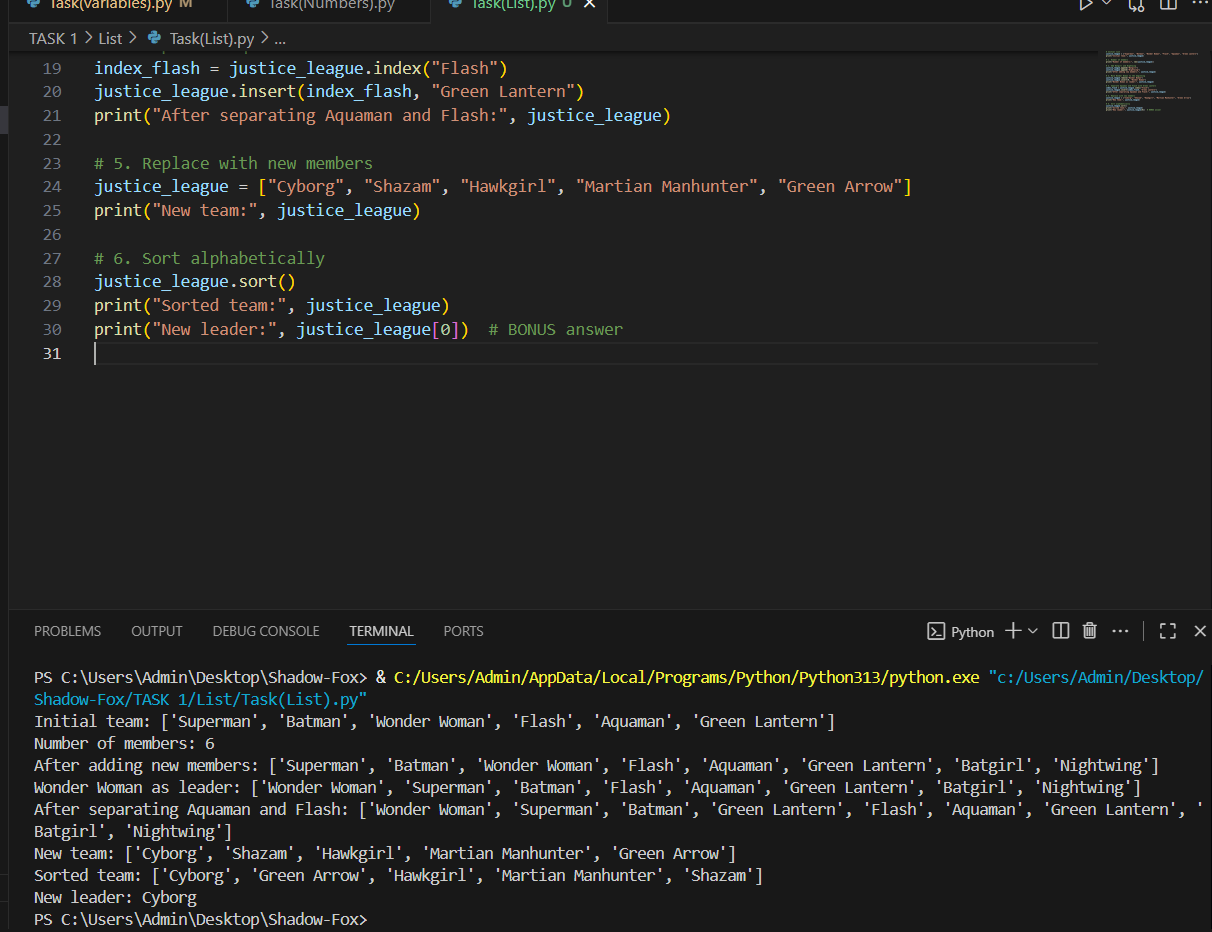 Task(Variables).py M Task(Numbers).py Task(List).py U
TASK 1 > List > Task(List).py > ...
19 index_flash = justice_league.index("Flash")
20 justice_league.insert(index_flash, "Green Lantern")
21 print("After separating Aquaman and Flash:", justice_league)
22
23 # 5. Replace with new members
24 justice_league = ["Cyborg", "Shazam", "Hawkgirl", "Martian Manhunter", "Green Arrow"]
25 print("New team:", justice_league)
26
27 # 6. Sort alphabetically
28 justice_league.sort()
29 print("Sorted team:", justice_league)
30 print("New leader:", justice_league[0])  # BONUS answer
31
PROBLEMS OUTPUT DEBUG CONSOLE TERMINAL PORTS Python
PS C:\Users\Admin\Desktop\Shadow-Fox> & C:/Users/Admin/AppData/Local/Programs/Python/Python313/python.exe "c:/Users/Admin/Desktop/
Shadow-Fox/TASK 1/List/Task(List).py"
Initial team: ['Superman', 'Batman', 'Wonder Woman', 'Flash', 'Aquaman', 'Green Lantern']
Number of members: 6
After adding new members: ['Superman', 'Batman', 'Wonder Woman', 'Flash', 'Aquaman', 'Green Lantern', 'Batgirl', 'Nightwing']
Wonder Woman as leader: ['Wonder Woman', 'Superman', 'Batman', 'Flash', 'Aquaman', 'Green Lantern', 'Batgirl', 'Nightwing']
After separating Aquaman and Flash: ['Wonder Woman', 'Superman', 'Batman', 'Green Lantern', 'Flash', 'Aquaman', 'Green Lantern', '
Batgirl', 'Nightwing']
New team: ['Cyborg', 'Shazam', 'Hawkgirl', 'Martian Manhunter', 'Green Arrow']
Sorted team: ['Cyborg', 'Green Arrow', 'Hawkgirl', 'Martian Manhunter', 'Shazam']
New leader: Cyborg
PS C:\Users\Admin\Desktop\Shadow-Fox>